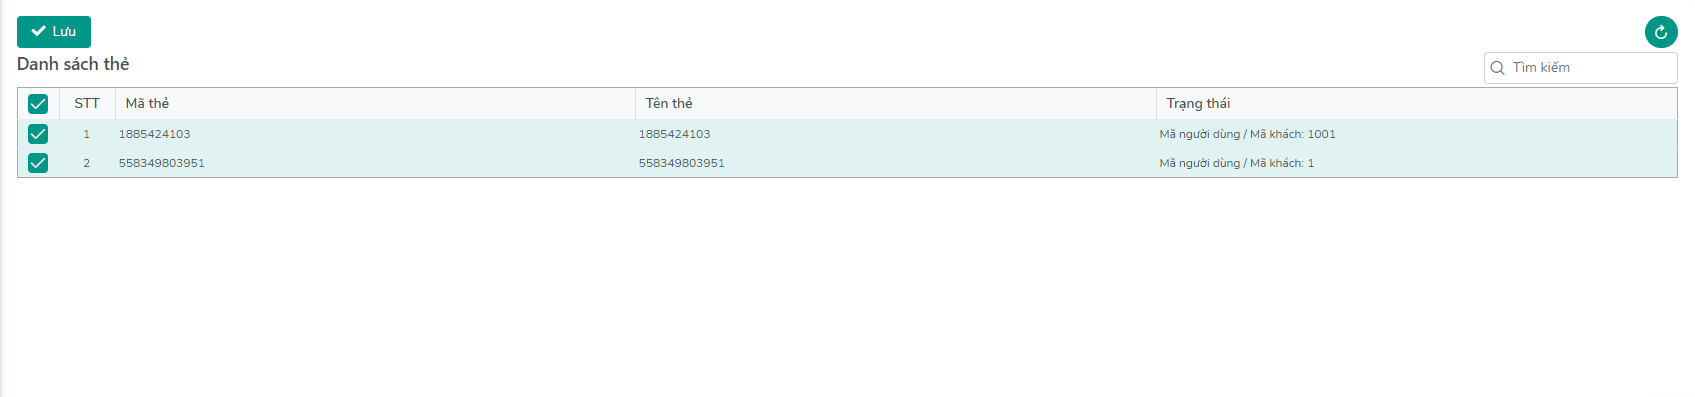 Lưu
Danh sách thẻ
Tìm kiếm
STT Mã thẻ Tên thẻ Trạng thái
1 1885424103 1885424103 Mã người dùng / Mã khách: 1001
2 558349803951 558349803951 Mã người dùng / Mã khách: 1